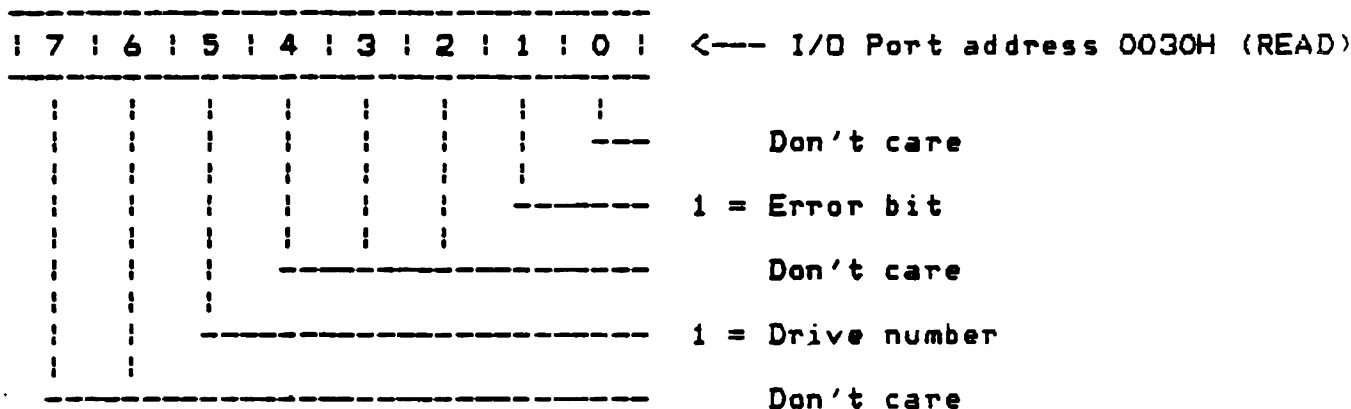 7 6 5 4 3 2 1 0 <--- I/O Port address 0030H (READ)
Don't care
1 = Error bit
Don't care
1 = Drive number
Don't care